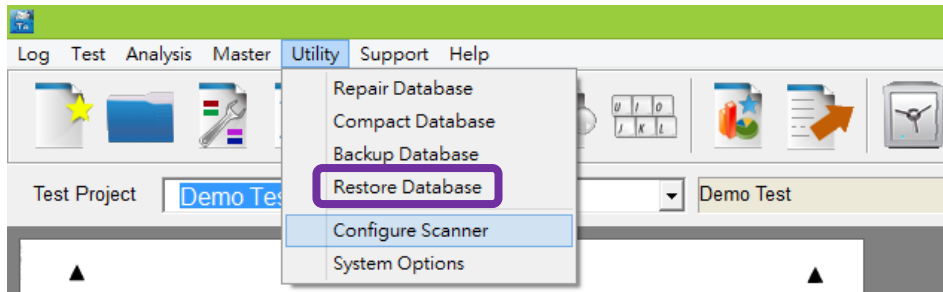 Log Test Analysis Master Utility Support Help
Repair Database
Compact Database
U I O
J K L
Backup Database
Test Project Demo Tes Restore Database Demo Test
Configure Scanner
System Options